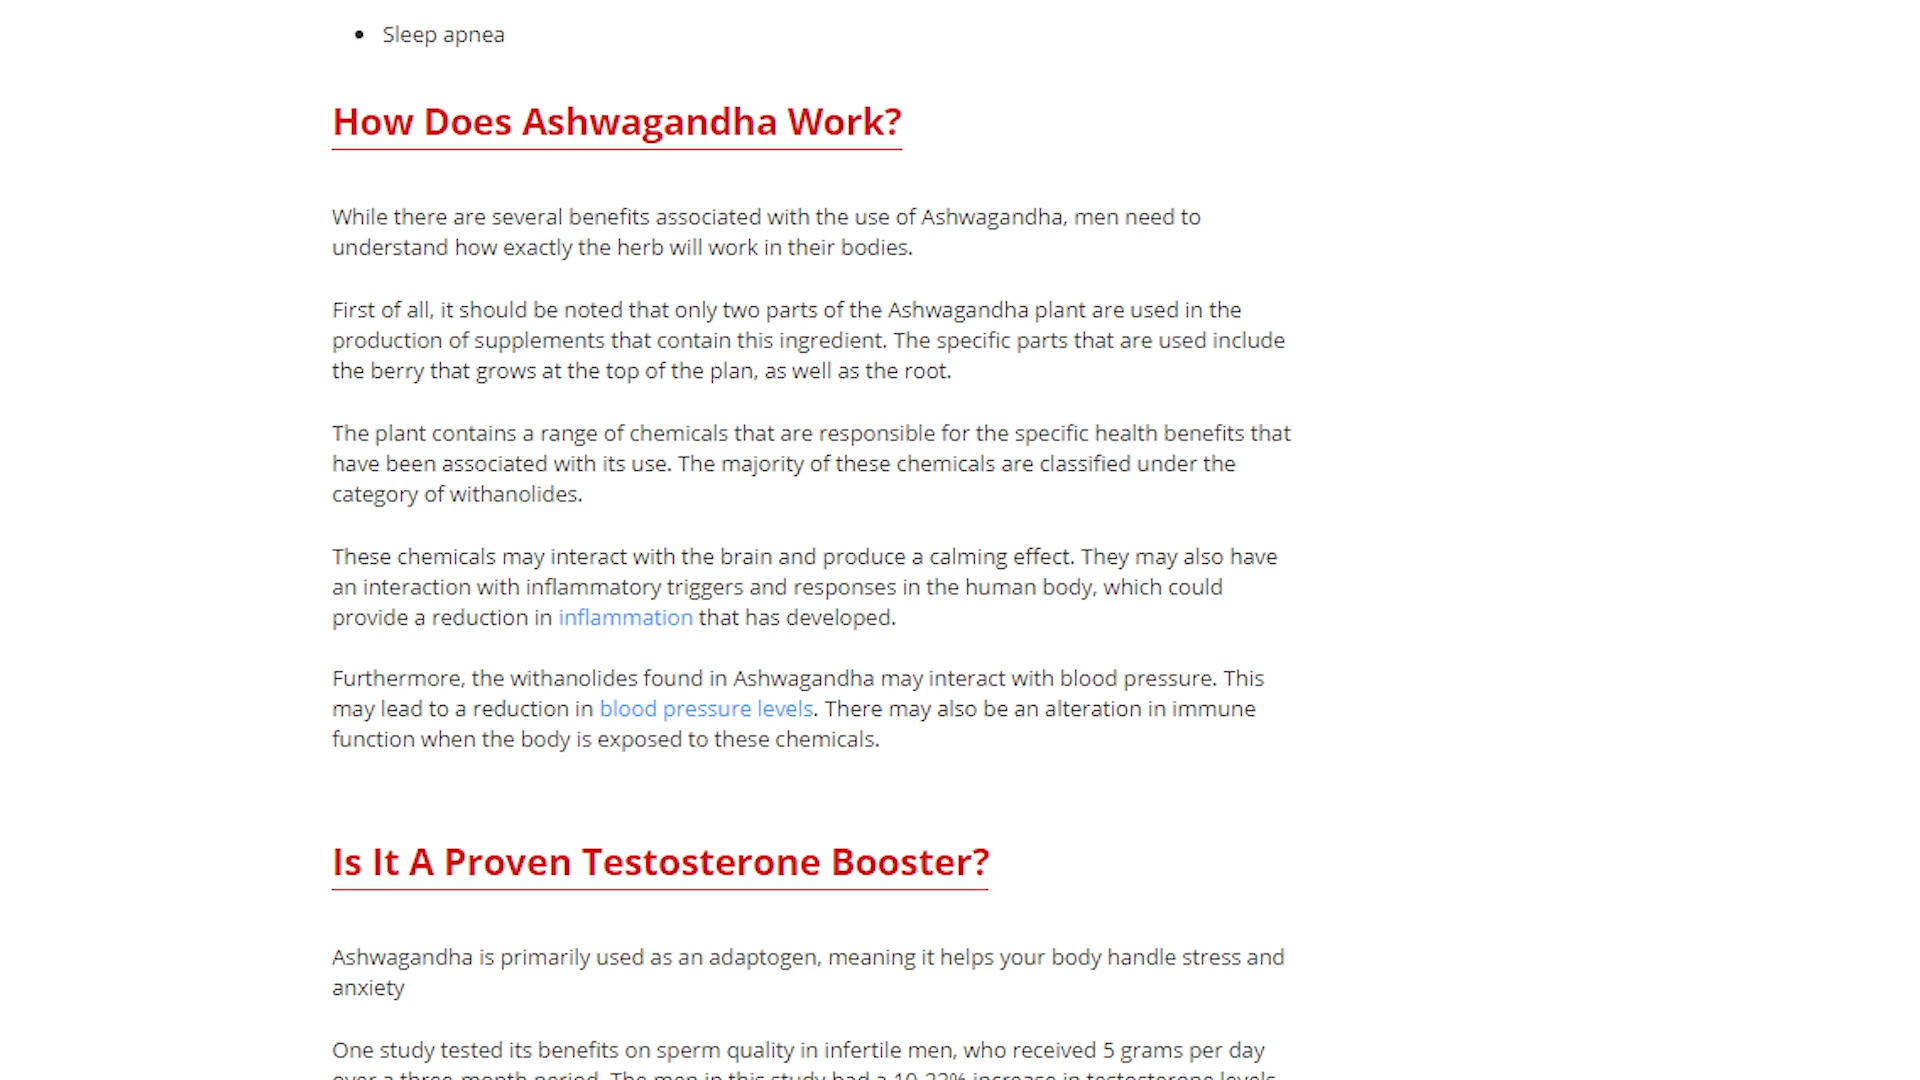 Sleep apnea
How Does Ashwagandha Work?
While there are several benefits associated with the use of Ashwagandha, men need to
understand how exactly the herb will work in their bodies.
First of all, it should be noted that only two parts of the Ashwagandha plant are used in the
production of supplements that contain this ingredient. The specific parts that are used include
the berry that grows at the top of the plan, as well as the root.
The plant contains a range of chemicals that are responsible for the specific health benefits that
have been associated with its use. The majority of these chemicals are classified under the
category of withanolides.
These chemicals may interact with the brain and produce a calming effect. They may also have
an interaction with inflammatory triggers and responses in the human body, which could
provide a reduction in inflammation that has developed.
Furthermore, the withanolides found in Ashwagandha may interact with blood pressure. This
may lead to a reduction in blood pressure levels. There may also be an alteration in immune
function when the body is exposed to these chemicals.
Is It A Proven Testosterone Booster?
Ashwagandha is primarily used as an adaptogen, meaning it helps your body handle stress and
anxiety
One study tested its benefits on sperm quality in infertile men, who received 5 grams per day
over a three-month period. The men in this study had a 10-22% increase in testosterone levels